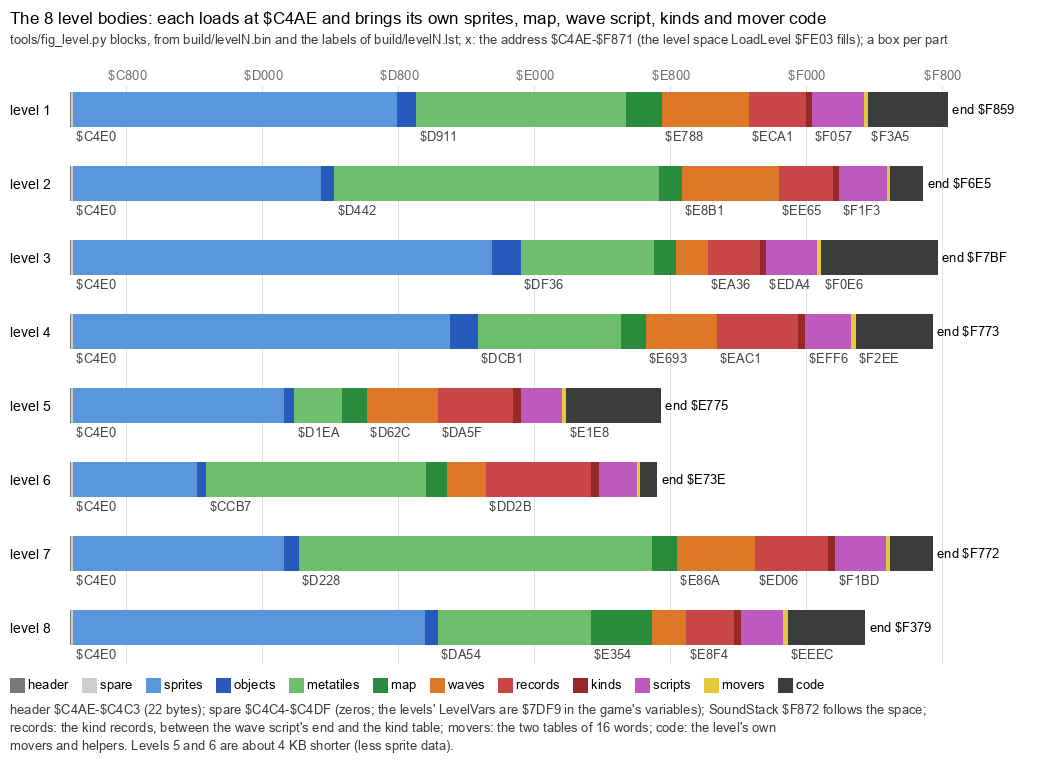 The 8 level bodies: each loads at $C4AE and brings its own sprites, map, wave script, kinds and mover code
tools/fig_level.py blocks, from build/levelN.bin and the labels of build/levelN.lst; x: the address $C4AE-$F871 (the level space LoadLevel $FE03 fills); a box per part
$C800 $D000 $D800 $E000 $E800 $F000 $F800
level 1 end $F859
$C4E0 $D911 $E788 $ECA1 $F057 $F3A5
level 2 end $F6E5
$C4E0 $D442 $E8B1 $EE65 $F1F3
level 3 end $F7BF
$C4E0 $DF36 $EA36 $EDA4 $F0E6
level 4 end $F773
$C4E0 $DCB1 $E693 $EAC1 $EFF6 $F2EE
level 5 end $E775
$C4E0 $D1EA $D62C $DA5F $E1E8
level 6 end $E73E
$C4E0 $CCB7 $DD2B
level 7 end $F772
$C4E0 $D228 $E86A $ED06 $F1BD
level 8 end $F379
$C4E0 $DA54 $E354 $E8F4 $EEEC
header spare sprites objects metatiles map waves records kinds scripts movers code
header $C4AE-$C4C3 (22 bytes); spare $C4C4-$C4DF (zeros; the levels' LevelVars are $7DF9 in the game's variables); SoundStack $F872 follows the space;
records: the kind records, between the wave script's end and the kind table; movers: the two tables of 16 words; code: the level's own
movers and helpers. Levels 5 and 6 are about 4 KB shorter (less sprite data).